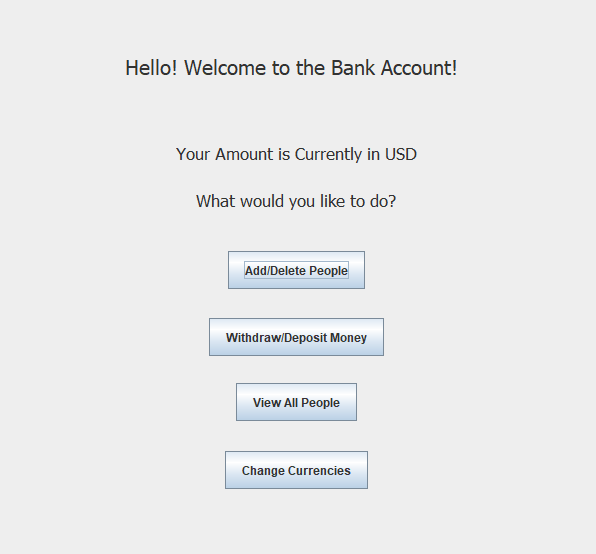 Hello! Welcome to the Bank Account!
Your Amount is Currently in USD
What would you like to do?
Add/Delete People
Withdraw/Deposit Money
View All People
Change Currencies